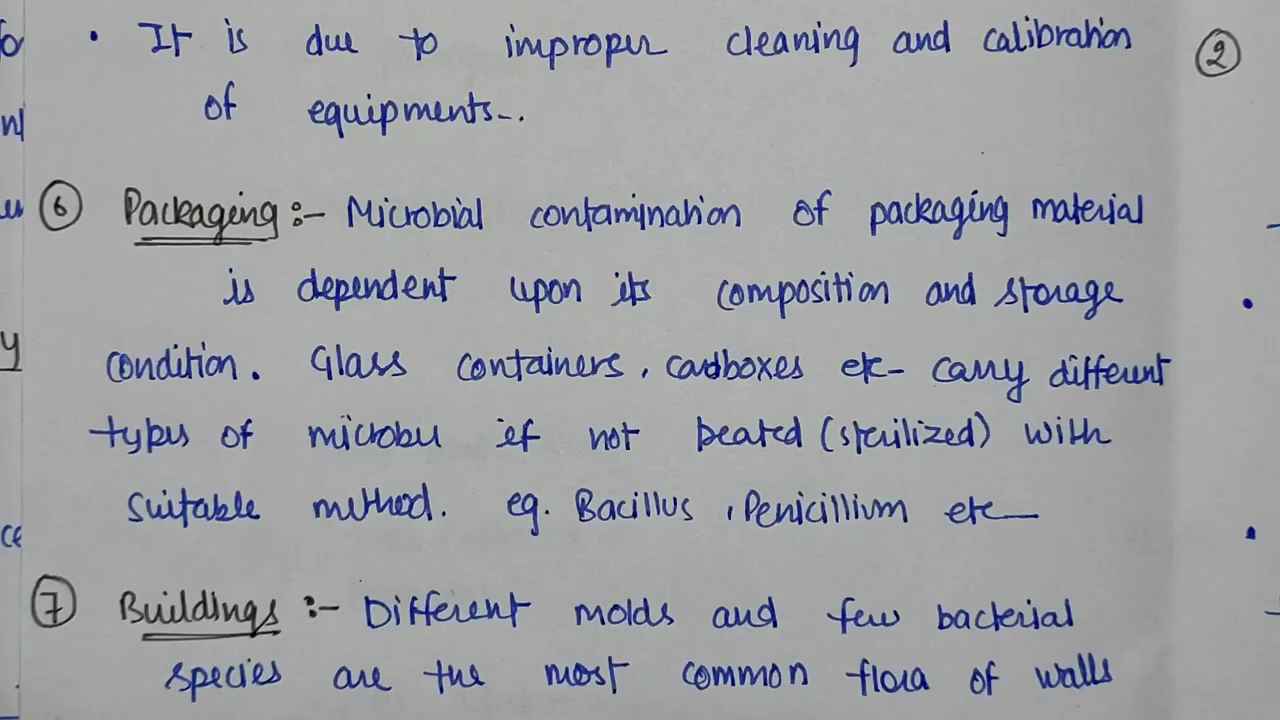 • It is due to improper cleaning and calibration
of equipments-.
②
⑥ Packaging :- Microbial contamination of packaging material
is dependent upon its composition and storage
condition. Glass containers, cardboxes etc- carry different
types of microbes if not heated (sterilized) with
suitable method. eg. Bacillus, Penicillium etc—
⑦ Buildings :- Different molds and few bacterial
species are the most common flora of walls